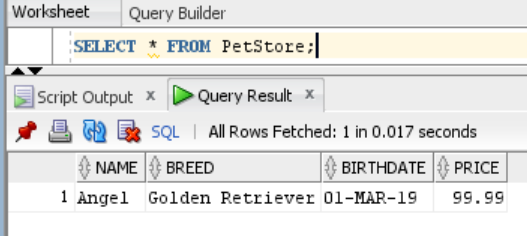 Worksheet Query Builder
SELECT * FROM PetStore;
Script Output x Query Result x
SQL | All Rows Fetched: 1 in 0.017 seconds
NAME BREED BIRTHDATE PRICE
1 Angel Golden Retriever 01-MAR-19 99.99